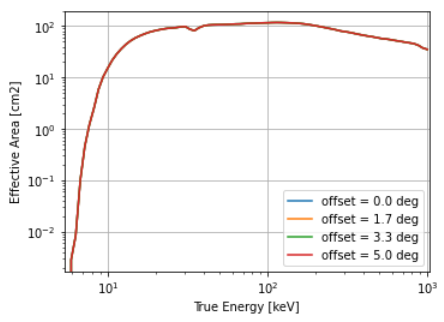 10²
10¹
10⁰
10⁻¹
10⁻²
Effective Area [cm2]
offset = 0.0 deg
offset = 1.7 deg
offset = 3.3 deg
offset = 5.0 deg
10¹
10²
10³
True Energy [keV]